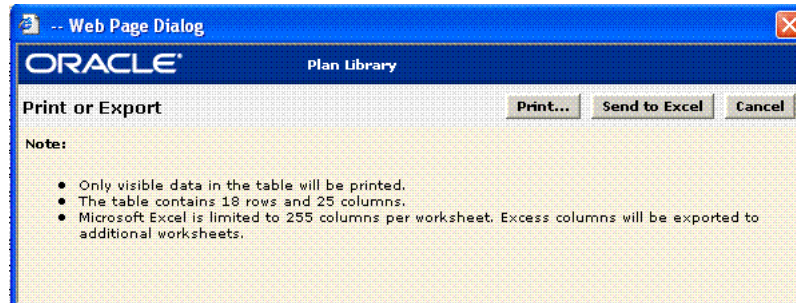 -- Web Page Dialog
ORACLE®
Plan Library
Print or Export
Print...
Send to Excel
Cancel
Note:
• Only visible data in the table will be printed.
• The table contains 18 rows and 25 columns.
• Microsoft Excel is limited to 255 columns per worksheet. Excess columns will be exported to
additional worksheets.